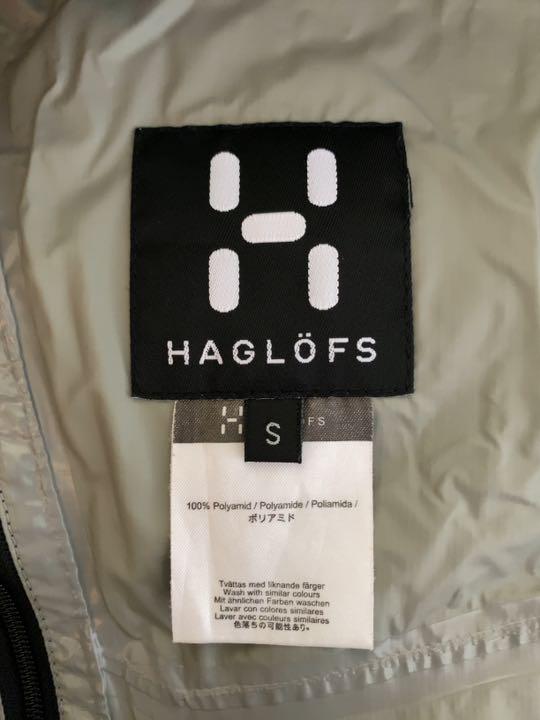 HAGLÖFS
S
FS
100% Polyamid / Polyamide / Poliamida /
ポリアミド
Tvättas med liknande färger
Wash with similar colours
Mit ähnlichen Farben waschen
Lavar con colores similares
Laver avec couleurs similaires
色落ちの可能性あり。